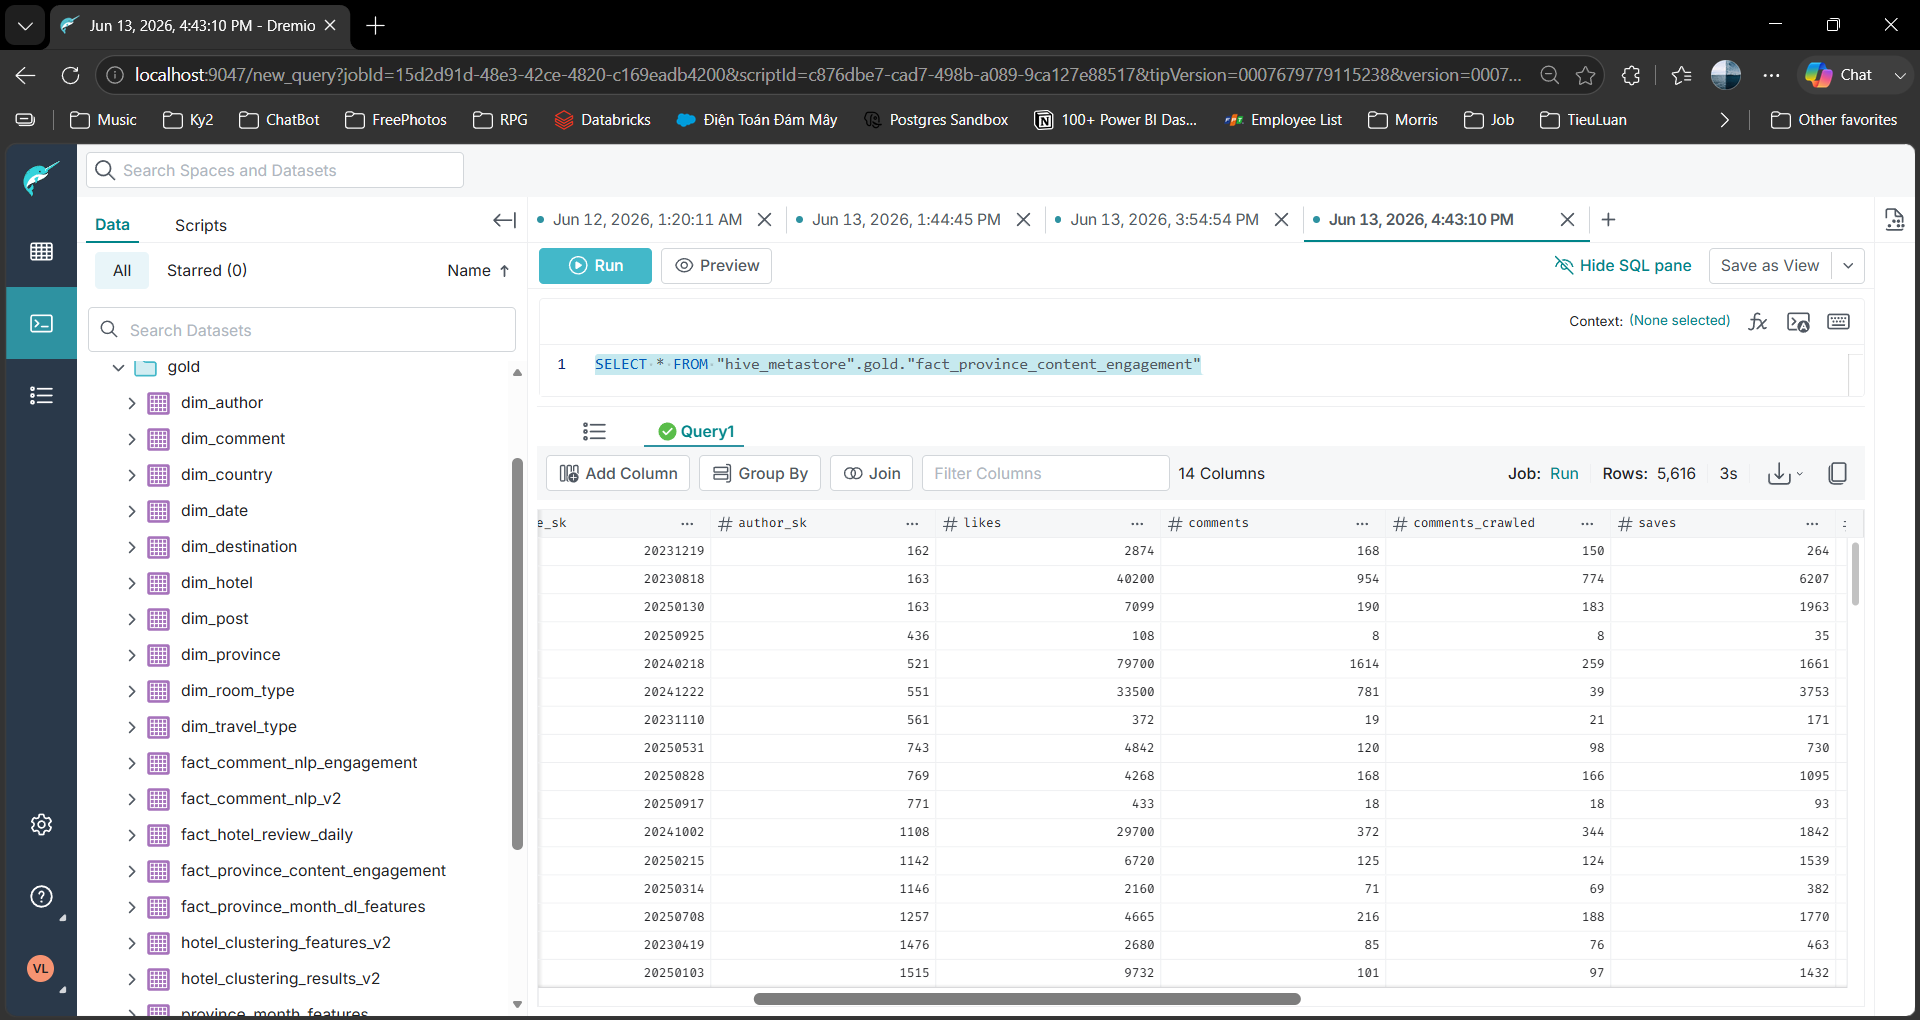 Jun 13, 2026, 4:43:10 PM - Dremio
localhost:9047/new_query?jobId=15d2d91d-48e3-42ce-4820-c169eadb4200&scriptId=c876dbe7-cad7-498b-a089-9ca127e88517&tipVersion=0007679779115238&version=0007...
Chat
Music Ky2 ChatBot FreePhotos RPG Databricks Điện Toán Đám Mây Postgres Sandbox 100+ Power BI Das... Employee List Morris Job TieuLuan Other favorites
Search Spaces and Datasets
Data Scripts
Jun 12, 2026, 1:20:11 AM Jun 13, 2026, 1:44:45 PM Jun 13, 2026, 3:54:54 PM Jun 13, 2026, 4:43:10 PM
All Starred (0) Name
Run Preview Hide SQL pane Save as View
Search Datasets
Context: (None selected)
1 SELECT * FROM "hive_metastore".gold."fact_province_content_engagement"
gold
dim_author
dim_comment
dim_country
dim_date
dim_destination
dim_hotel
dim_post
dim_province
dim_room_type
dim_travel_type
fact_comment_nlp_engagement
fact_comment_nlp_v2
fact_hotel_review_daily
fact_province_content_engagement
fact_province_month_dl_features
hotel_clustering_features_v2
hotel_clustering_results_v2
province_month_features
VL
Query1
Add Column Group By Join Filter Columns 14 Columns Job: Run Rows: 5,616 3s
e_sk # author_sk # likes # comments # comments_crawled # saves
20231219 162 2874 168 150 264
20230818 163 40200 954 774 6207
20250130 163 7099 190 183 1963
20250925 436 108 8 8 35
20240218 521 79700 1614 259 1661
20241222 551 33500 781 39 3753
20231110 561 372 19 21 171
20250531 743 4842 120 98 730
20250828 769 4268 168 166 1095
20250917 771 433 18 18 93
20241002 1108 29700 372 344 1842
20250215 1142 6720 125 124 1539
20250314 1146 2160 71 69 382
20250708 1257 4665 216 188 1770
20230419 1476 2680 85 76 463
20250103 1515 9732 101 97 1432